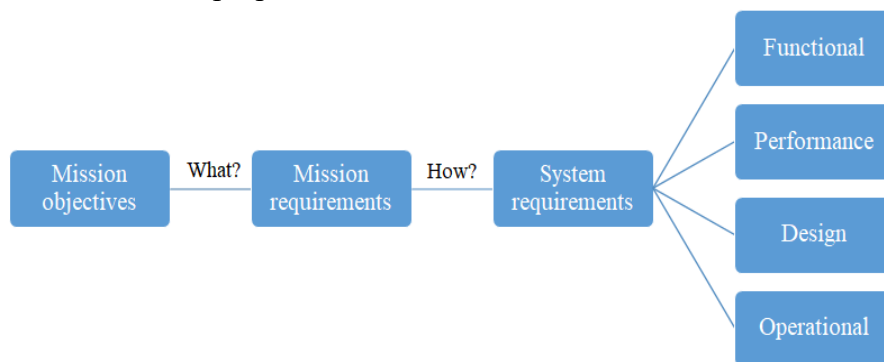 Functional
Performance
Mission
objectives
What?
Mission
requirements
How?
System
requirements
Design
Operational